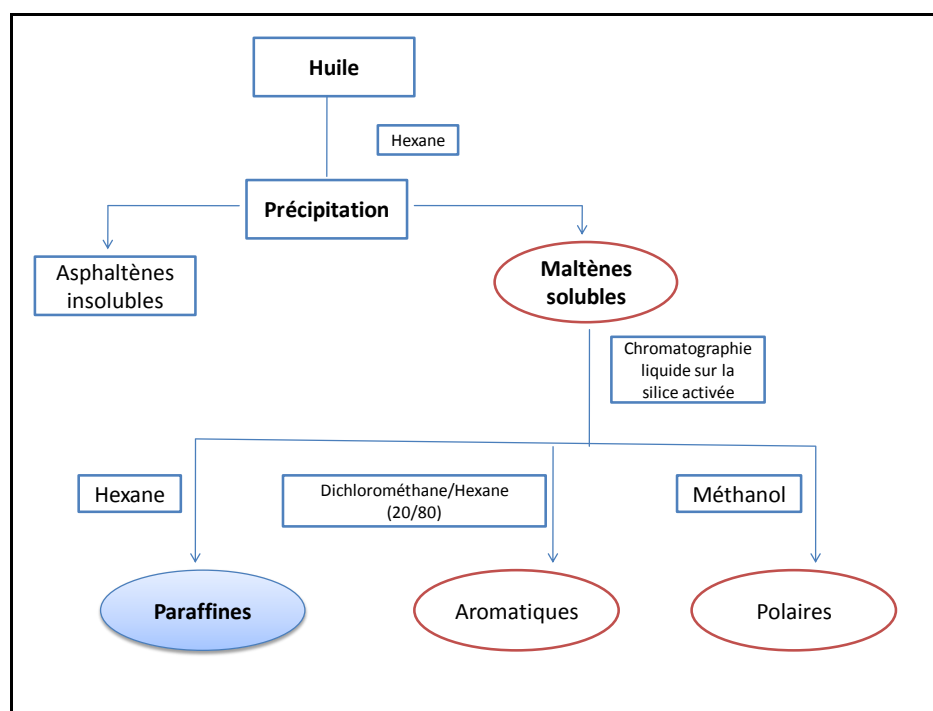 Huile
Hexane
Précipitation
Asphaltènes
insolubles
Maltènes
solubles
Chromatographie
liquide sur la
silice activée
Hexane
Dichlorométhane/Hexane
(20/80)
Méthanol
Paraffines
Aromatiques
Polaires